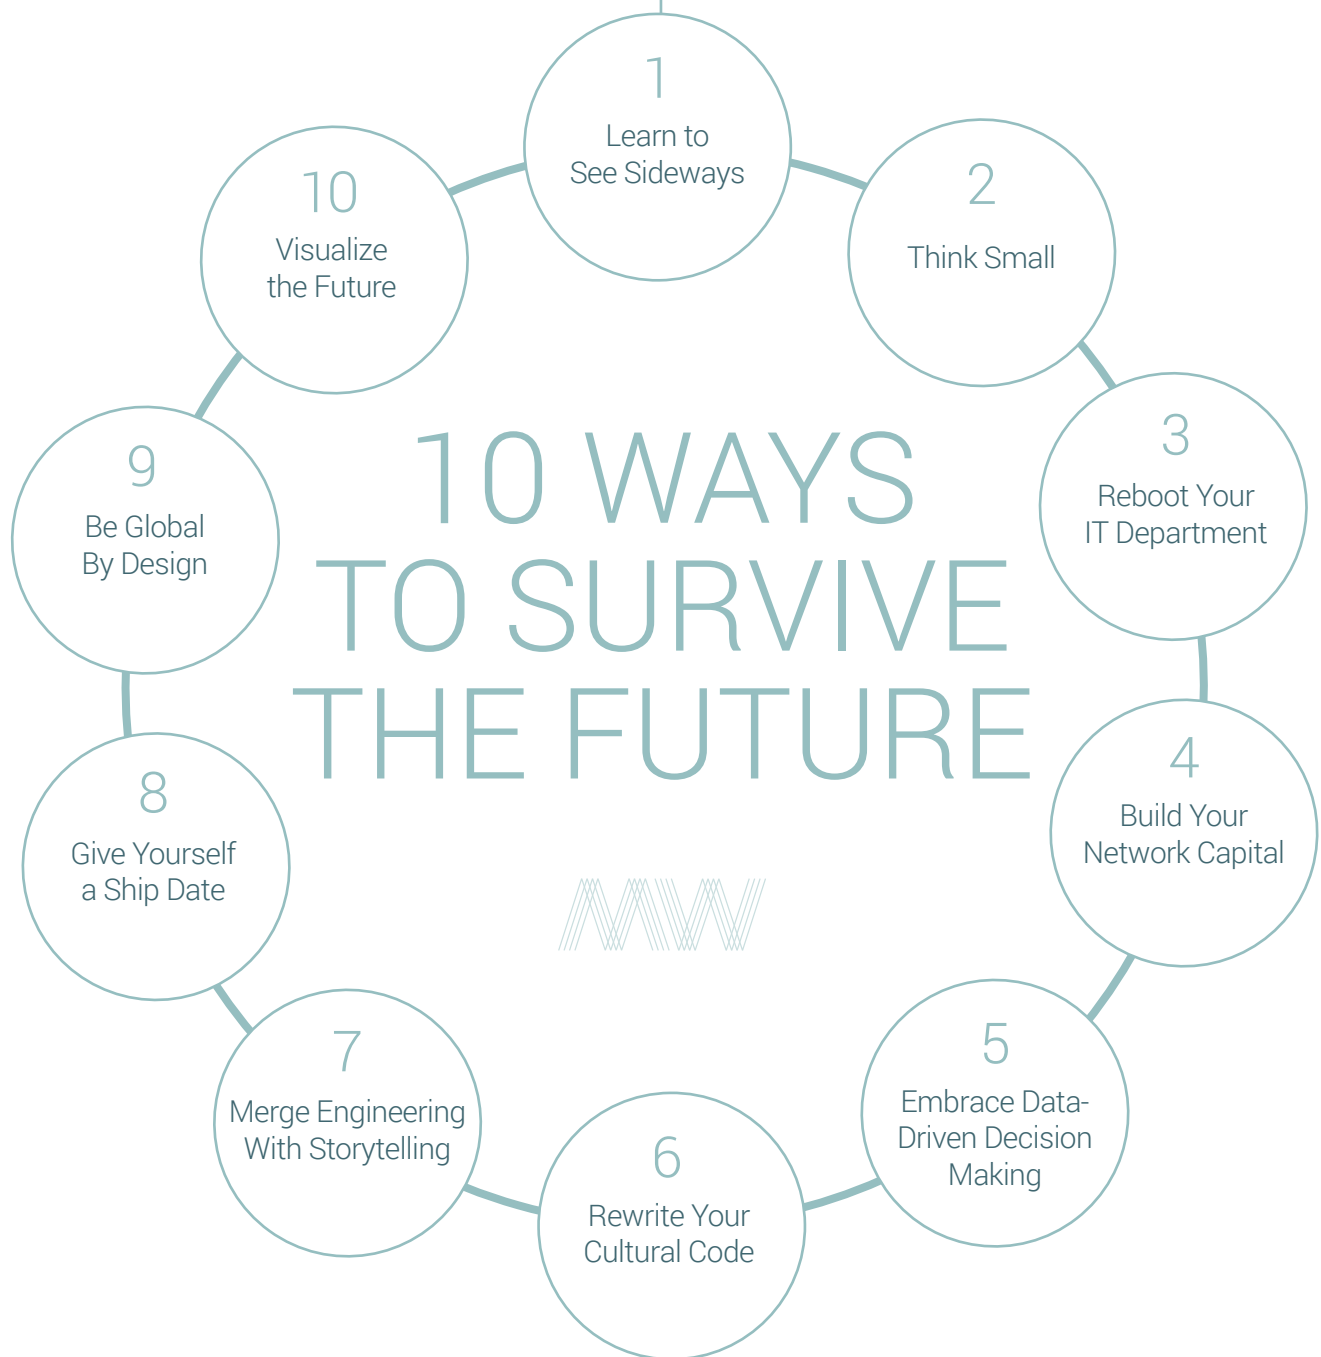 10 WAYS
TO SURVIVE
THE FUTURE
1
Learn to
See Sideways
2
Think Small
3
Reboot Your
IT Department
4
Build Your
Network Capital
5
Embrace Data-
Driven Decision
Making
6
Rewrite Your
Cultural Code
7
Merge Engineering
With Storytelling
8
Give Yourself
a Ship Date
9
Be Global
By Design
10
Visualize
the Future
MW